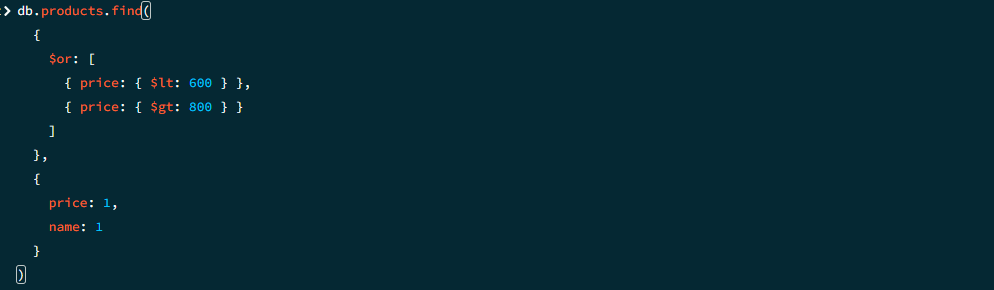 ❯ db.products.find(
{
$or: [
{ price: { $lt: 600 } },
{ price: { $gt: 800 } }
]
},
{
price: 1,
name: 1
}
)